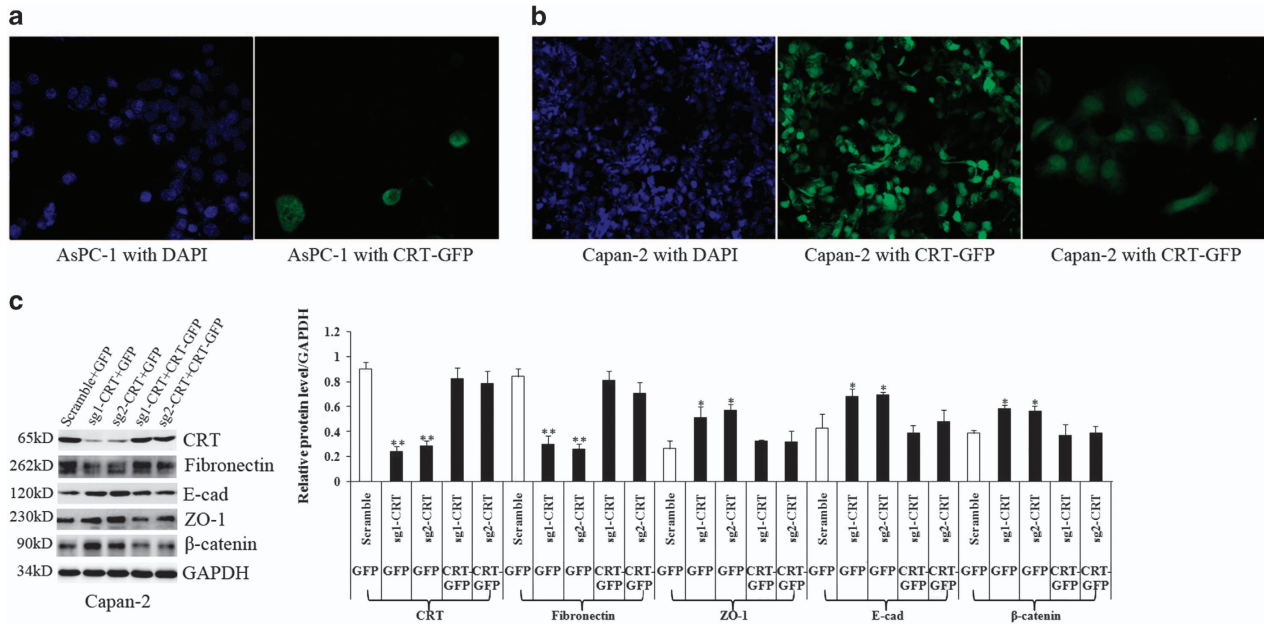 a
b
AsPC-1 with DAPI
AsPC-1 with CRT-GFP
Capan-2 with DAPI
Capan-2 with CRT-GFP
Capan-2 with CRT-GFP
c
Scramble+GFP
sg1-CRT+GFP
sg2-CRT+GFP
sg1-CRT+CRT-GFP
sg2-CRT+CRT-GFP
65kD CRT
262kD Fibronectin
120kD E-cad
230kD ZO-1
90kD β-catenin
34kD GAPDH
Capan-2
Relative protein level/GAPDH
1.2
1
0.8
0.6
0.4
0.2
0
** ** ** ** * * * * * *
Scramble sg1-CRT sg2-CRT sg1-CRT sg2-CRT Scramble sg1-CRT sg2-CRT sg1-CRT sg2-CRT Scramble sg1-CRT sg2-CRT sg1-CRT sg2-CRT Scramble sg1-CRT sg2-CRT sg1-CRT sg2-CRT Scramble sg1-CRT sg2-CRT sg1-CRT sg2-CRT
GFP GFP GFP CRT-GFP CRT-GFP GFP GFP GFP CRT-GFP CRT-GFP GFP GFP GFP CRT-GFP CRT-GFP GFP GFP GFP CRT-GFP CRT-GFP GFP GFP GFP CRT-GFP CRT-GFP
CRT Fibronectin ZO-1 E-cad β-catenin